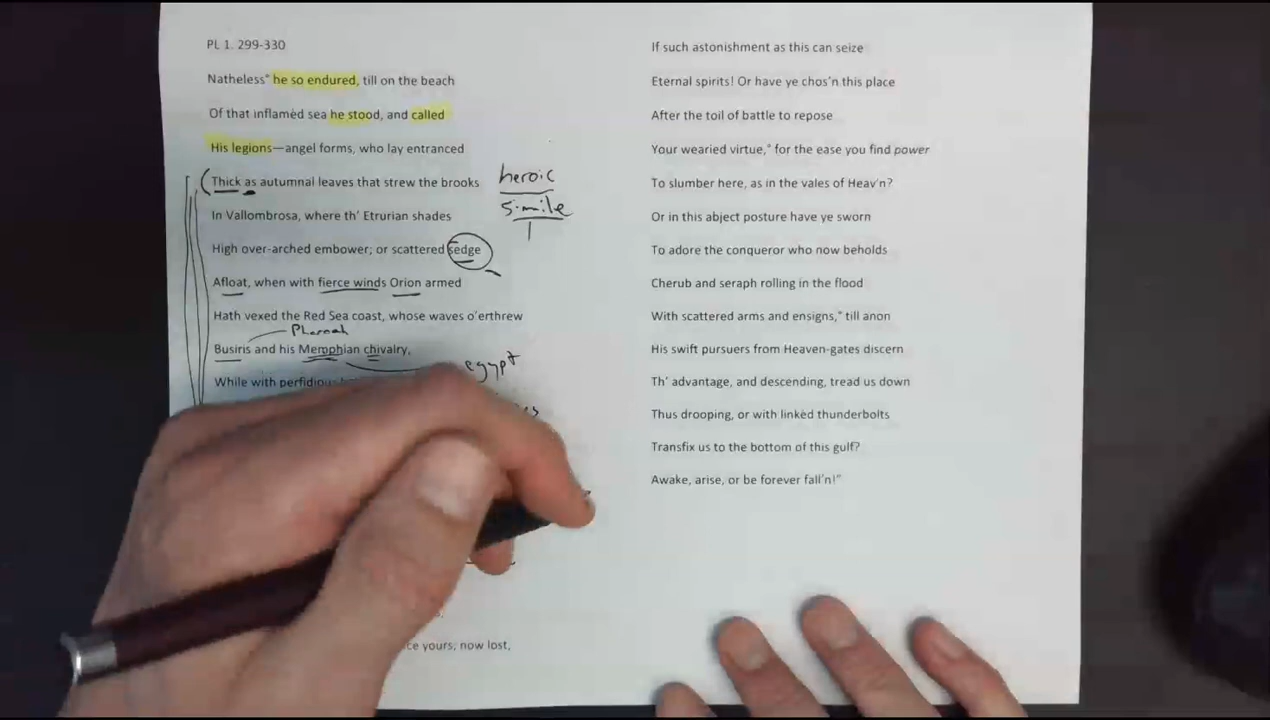 PL 1. 299-330
Natheless° he so endured, till on the beach
Of that inflamèd sea he stood, and called
His legions—angel forms, who lay entranced
Thick as autumnal leaves that strew the brooks
heroic
simile
In Vallombrosa, where th' Etrurian shades
High over-arched embower; or scattered sedge
Afloat, when with fierce winds Orion armed
Hath vexed the Red Sea coast, whose waves o'erthrew
Pharoah
Busiris and his Memphian chivalry,
egypt
While with perfidious
ce yours; now lost,
If such astonishment as this can seize
Eternal spirits! Or have ye chos'n this place
After the toil of battle to repose
Your wearied virtue,° for the ease you find power
To slumber here, as in the vales of Heav'n?
Or in this abject posture have ye sworn
To adore the conqueror who now beholds
Cherub and seraph rolling in the flood
With scattered arms and ensigns,° till anon
His swift pursuers from Heaven-gates discern
Th' advantage, and descending, tread us down
Thus drooping, or with linked thunderbolts
Transfix us to the bottom of this gulf?
Awake, arise, or be forever fall'n!"